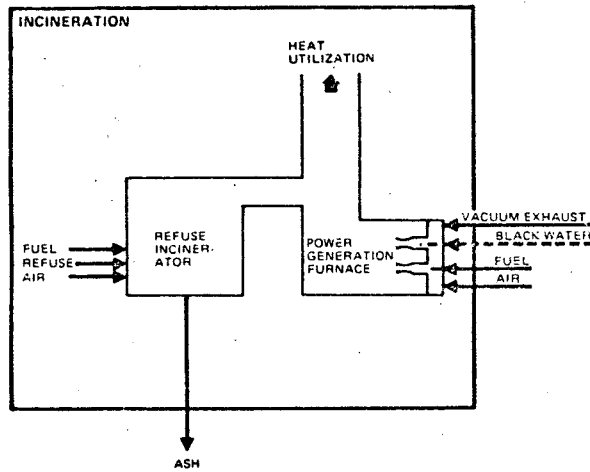 INCINERATION
HEAT
UTILIZATION
FUEL
REFUSE
AIR
REFUSE
INCINER-
ATOR
POWER
GENERATION
FURNACE
VACUUM EXHAUST
BLACK WATER
FUEL
AIR
ASH